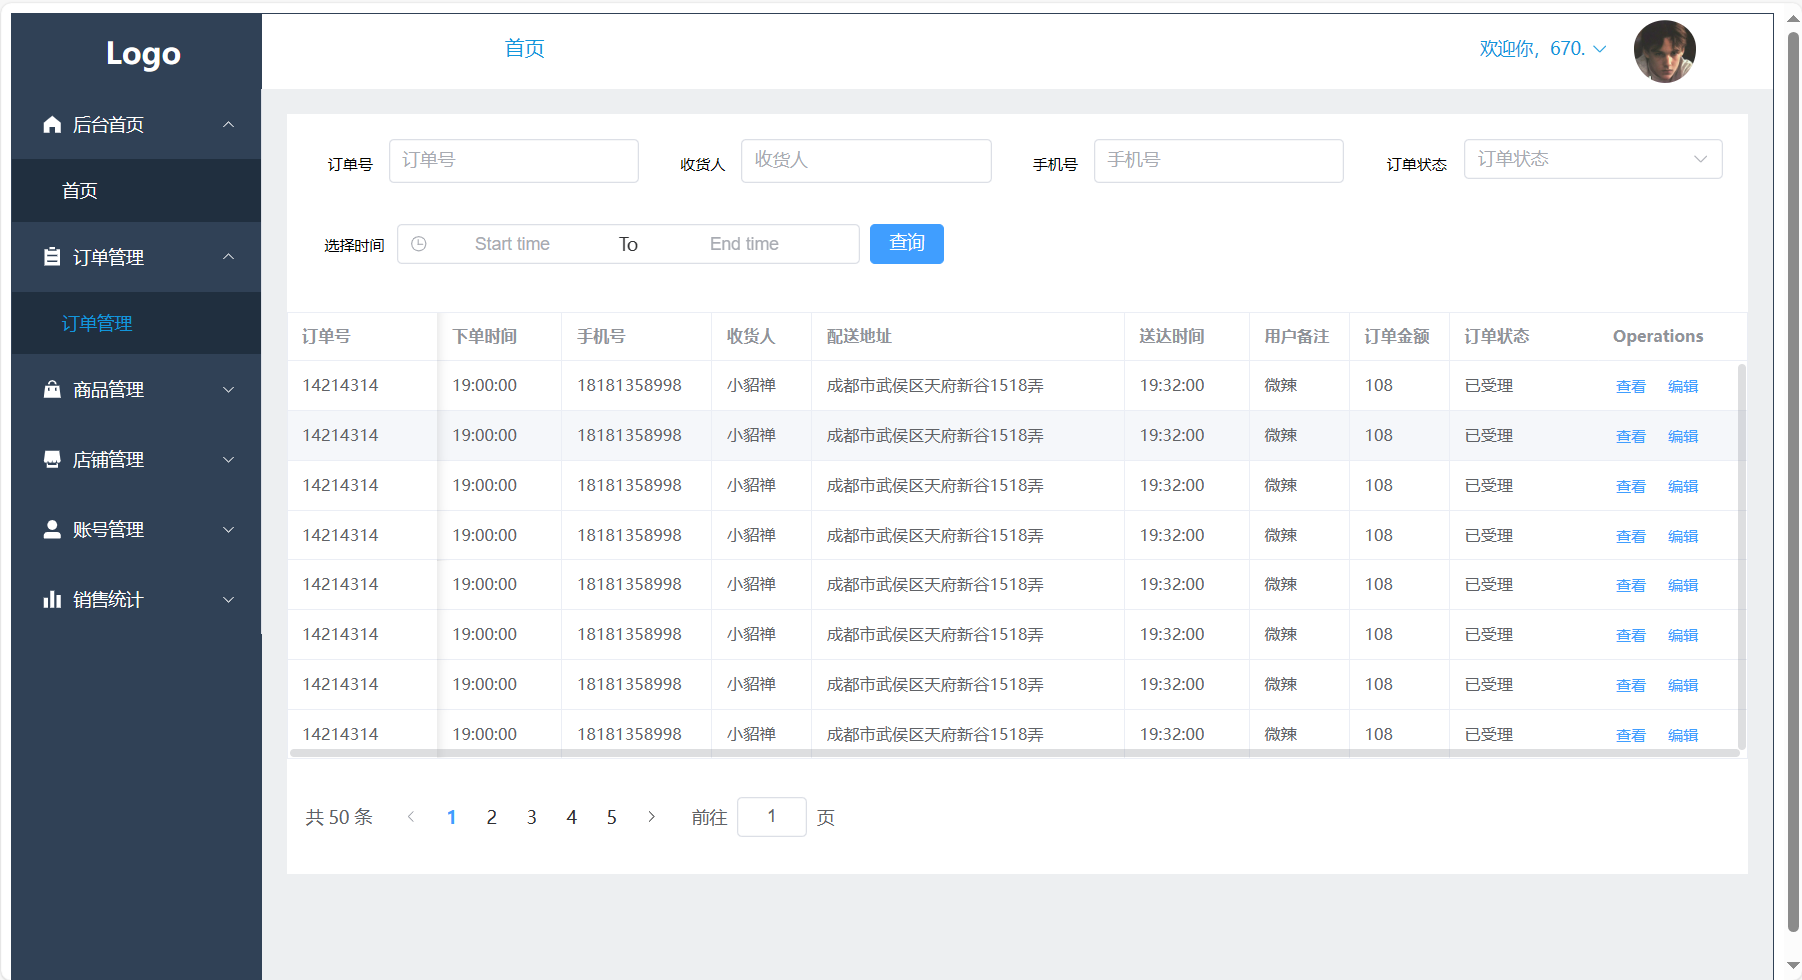 Logo
首页
欢迎你，670.
后台首页
首页
订单管理
订单管理
商品管理
店铺管理
账号管理
销售统计
订单号 订单号 收货人 收货人 手机号 手机号 订单状态 订单状态
选择时间 Start time To End time 查询
订单号 下单时间 手机号 收货人 配送地址 送达时间 用户备注 订单金额 订单状态 Operations
14214314 19:00:00 18181358998 小貂禅 成都市武侯区天府新谷1518弄 19:32:00 微辣 108 已受理 查看 编辑
14214314 19:00:00 18181358998 小貂禅 成都市武侯区天府新谷1518弄 19:32:00 微辣 108 已受理 查看 编辑
14214314 19:00:00 18181358998 小貂禅 成都市武侯区天府新谷1518弄 19:32:00 微辣 108 已受理 查看 编辑
14214314 19:00:00 18181358998 小貂禅 成都市武侯区天府新谷1518弄 19:32:00 微辣 108 已受理 查看 编辑
14214314 19:00:00 18181358998 小貂禅 成都市武侯区天府新谷1518弄 19:32:00 微辣 108 已受理 查看 编辑
14214314 19:00:00 18181358998 小貂禅 成都市武侯区天府新谷1518弄 19:32:00 微辣 108 已受理 查看 编辑
14214314 19:00:00 18181358998 小貂禅 成都市武侯区天府新谷1518弄 19:32:00 微辣 108 已受理 查看 编辑
14214314 19:00:00 18181358998 小貂禅 成都市武侯区天府新谷1518弄 19:32:00 微辣 108 已受理 查看 编辑
共 50 条 1 2 3 4 5 前往 1 页